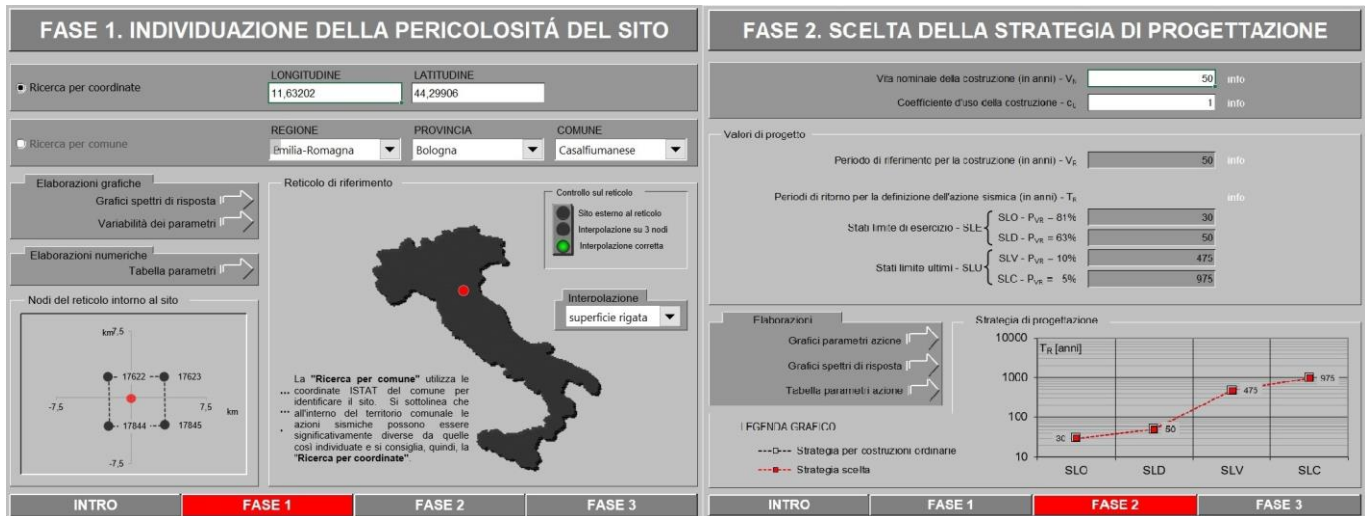 FASE 1. INDIVIDUAZIONE DELLA PERICOLOSITÁ DEL SITO
Ricerca per coordinate
LONGITUDINE
LATITUDINE
11,63202
44,29906
Ricerca per comune
REGIONE
PROVINCIA
COMUNE
Emilia-Romagna
Bologna
Casalfiumanese
Elaborazioni grafiche
Grafici spettri di risposta
Variabilità dei parametri
Elaborazioni numeriche
Tabella parametri
Nodi del reticolo intorno al sito
km
7,5
17622
17623
-7,5
7,5
km
17844
17845
-7,5
Reticolo di riferimento
Controllo sul reticolo
Sito esterno al reticolo
Interpolazione su 3 nodi
Interpolazione corretta
Interpolazione
superficie rigata
La "Ricerca per comune" utilizza le
coordinate ISTAT del comune per
identificare il sito. Si sottolinea che
all'interno del territorio comunale le
azioni sismiche possono essere
significativamente diverse da quelle
così individuate e si consiglia, quindi, la
"Ricerca per coordinate".
INTRO
FASE 1
FASE 2
FASE 3
FASE 2. SCELTA DELLA STRATEGIA DI PROGETTAZIONE
Vita nominale della costruzione (in anni) - VN
50
info
Coefficiente d'uso della costruzione - cU
1
info
Valori di progetto
Periodo di riferimento per la costruzione (in anni) - VR
50
info
Periodi di ritorno per la definizione dell'azione sismica (in anni) - TR
info
Stati limite di esercizio - SLE
SLO - PVR = 81%
30
SLD - PVR = 63%
50
Stati limite ultimi - SLU
SLV - PVR = 10%
475
SLC - PVR = 5%
975
Elaborazioni
Grafici parametri azione
Grafici spettri di risposta
Tabella parametri azione
LEGENDA GRAFICO
Strategia per costruzioni ordinarie
Strategia scelta
Strategia di progettazione
TR [anni]
10000
1000
100
10
30
50
475
975
SLO
SLD
SLV
SLC
INTRO
FASE 1
FASE 2
FASE 3